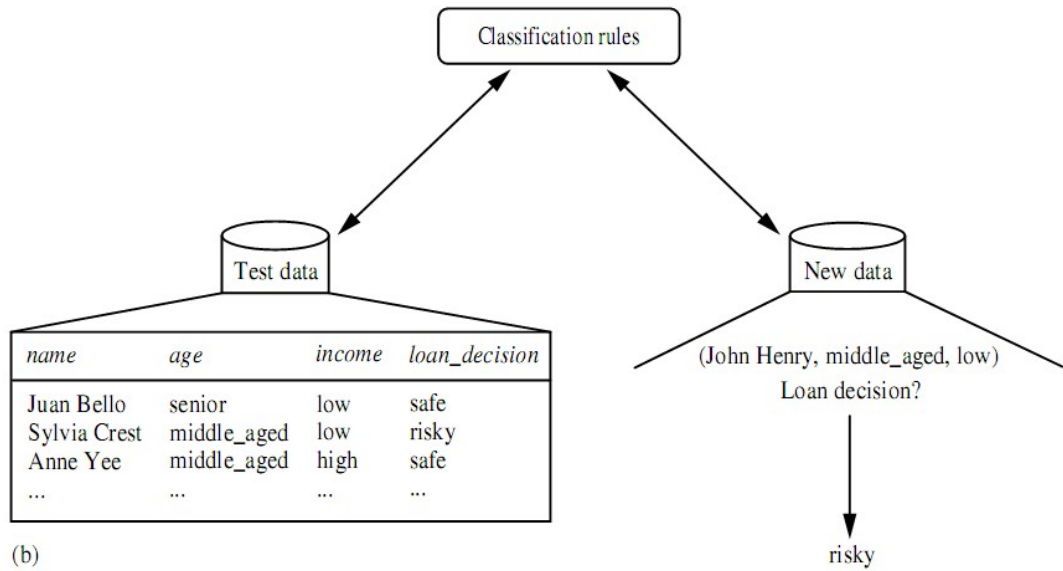 Classification rules
Test data
name age income loan_decision
Juan Bello senior low safe
Sylvia Crest middle_aged low risky
Anne Yee middle_aged high safe
... ... ... ...
New data
(John Henry, middle_aged, low)
Loan decision?
risky
(b)